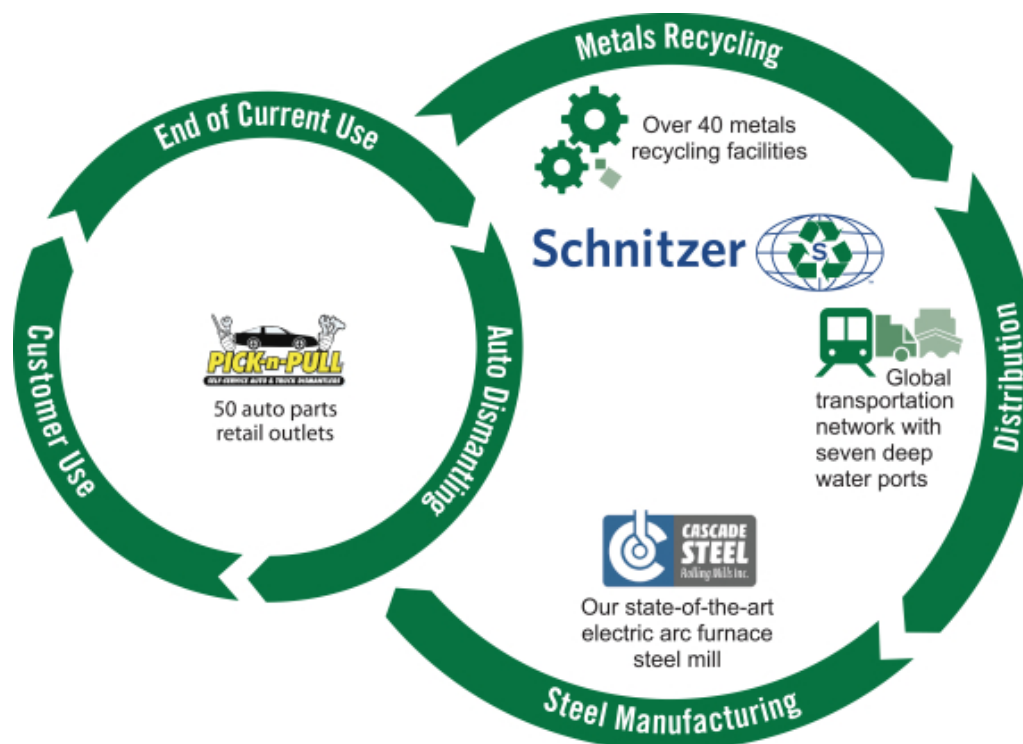 Metals Recycling
End of Current Use
Over 40 metals
recycling facilities
Schnitzer
S
™
Customer Use
PICK-n-PULL
SELF-SERVICE AUTO & TRUCK DISMANTLERS
50 auto parts
retail outlets
Auto Dismantling
Global
transportation
network with
seven deep
water ports
Distribution
CASCADE
STEEL
Rolling Mills Inc.
Our state-of-the-art
electric arc furnace
steel mill
Steel Manufacturing